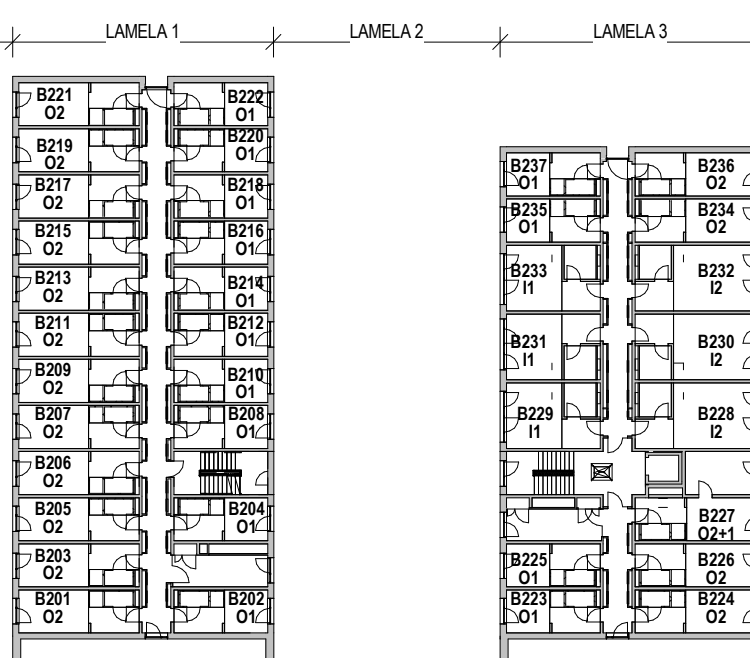 LAMELA 1
LAMELA 2
LAMELA 3
B221
O2
B219
O2
B217
O2
B215
O2
B213
O2
B211
O2
B209
O2
B207
O2
B206
O2
B205
O2
B203
O2
B201
O2
B222
O1
B220
O1
B218
O1
B216
O1
B214
O1
B212
O1
B210
O1
B208
O1
B204
O1
B202
O1
B237
O1
B235
O1
B233
I1
B231
I1
B229
I1
B225
O1
B223
O1
B236
O2
B234
O2
B232
I2
B230
I2
B228
I2
B227
O2+1
B226
O2
B224
O2